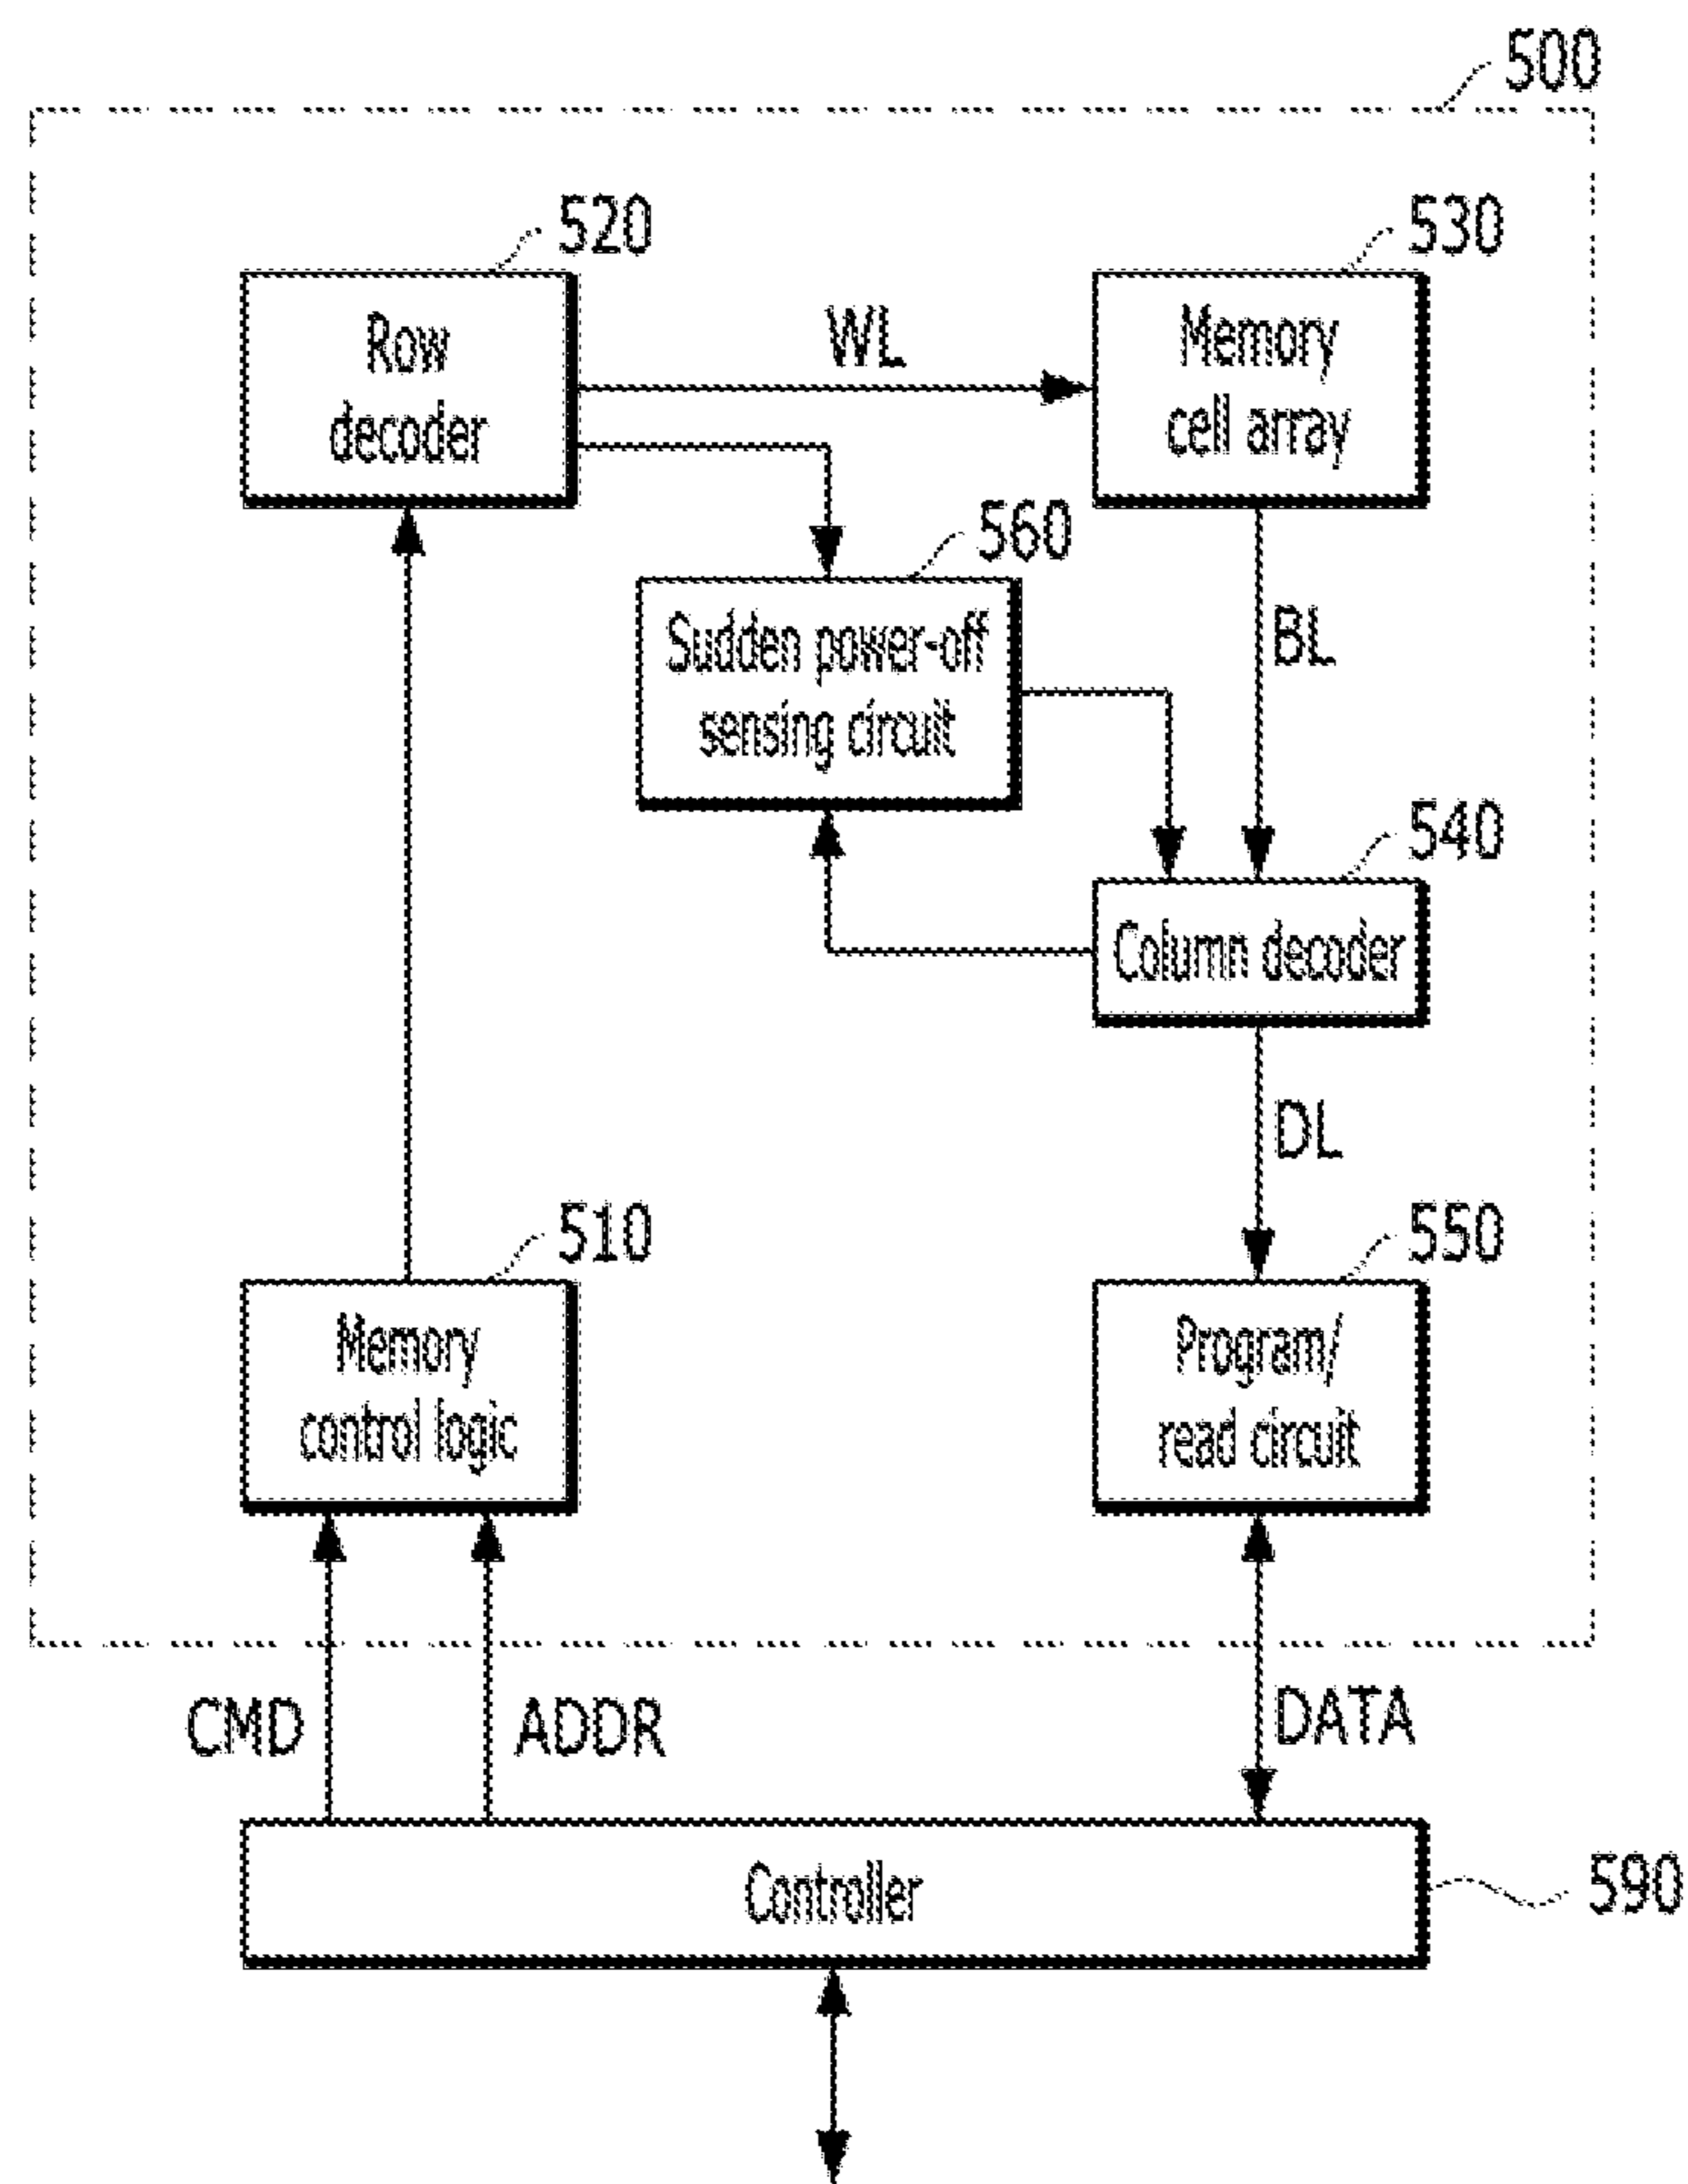 500
520
530
Row
decoder
WL
Memory
cell array
560
Sudden power-off
sensing circuit
BL
540
Column decoder
DL
510
550
Memory
control logic
Program/
read circuit
CMD
ADDR
DATA
Controller
590